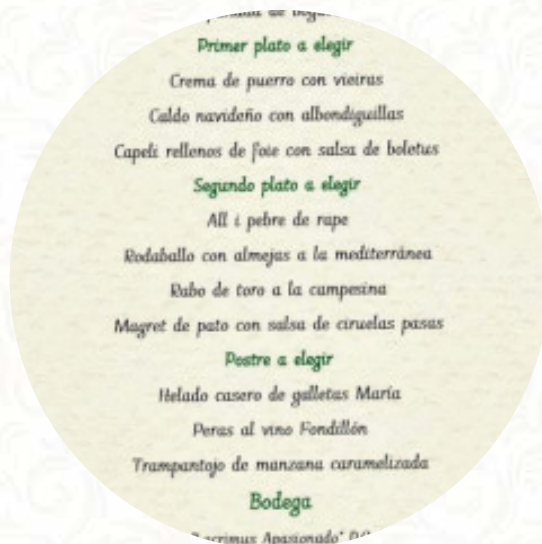 de
Primer plato a elegir
Crema de puerro con vieiras
Caldo navideño con albondiguillas
Capeli rellenos de foie con salsa de boletus
Segundo plato a elegir
All i pebre de rape
Rodaballo con almejas a la mediterránea
Rabo de toro a la campesina
Magret de pato con salsa de ciruelas pasas
Postre a elegir
Helado casero de galletas María
Peras al vino Fondillón
Trampantojo de manzana caramelizada
Bodega
Apasionado"